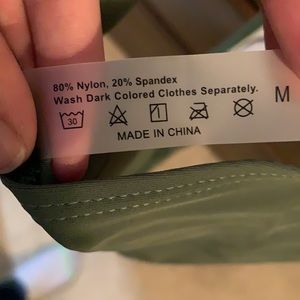 80% Nylon, 20% Spandex
Wash Dark Colored Clothes Separately.
30
M
MADE IN CHINA